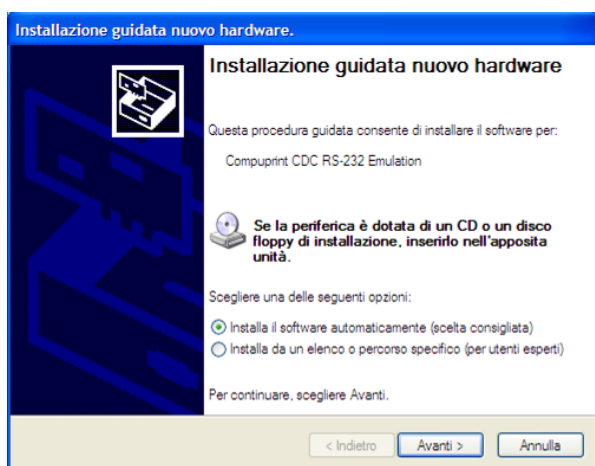 Installazione guidata nuovo hardware.
Installazione guidata nuovo hardware
Questa procedura guidata consente di installare il software per:
Compuprint CDC RS-232 Emulation
Se la periferica è dotata di un CD o un disco
floppy di installazione, inserirlo nell'apposita
unità.
Scegliere una delle seguenti opzioni:
Installa il software automaticamente (scelta consigliata)
Installa da un elenco o percorso specifico (per utenti esperti)
Per continuare, scegliere Avanti.
< Indietro Avanti > Annulla